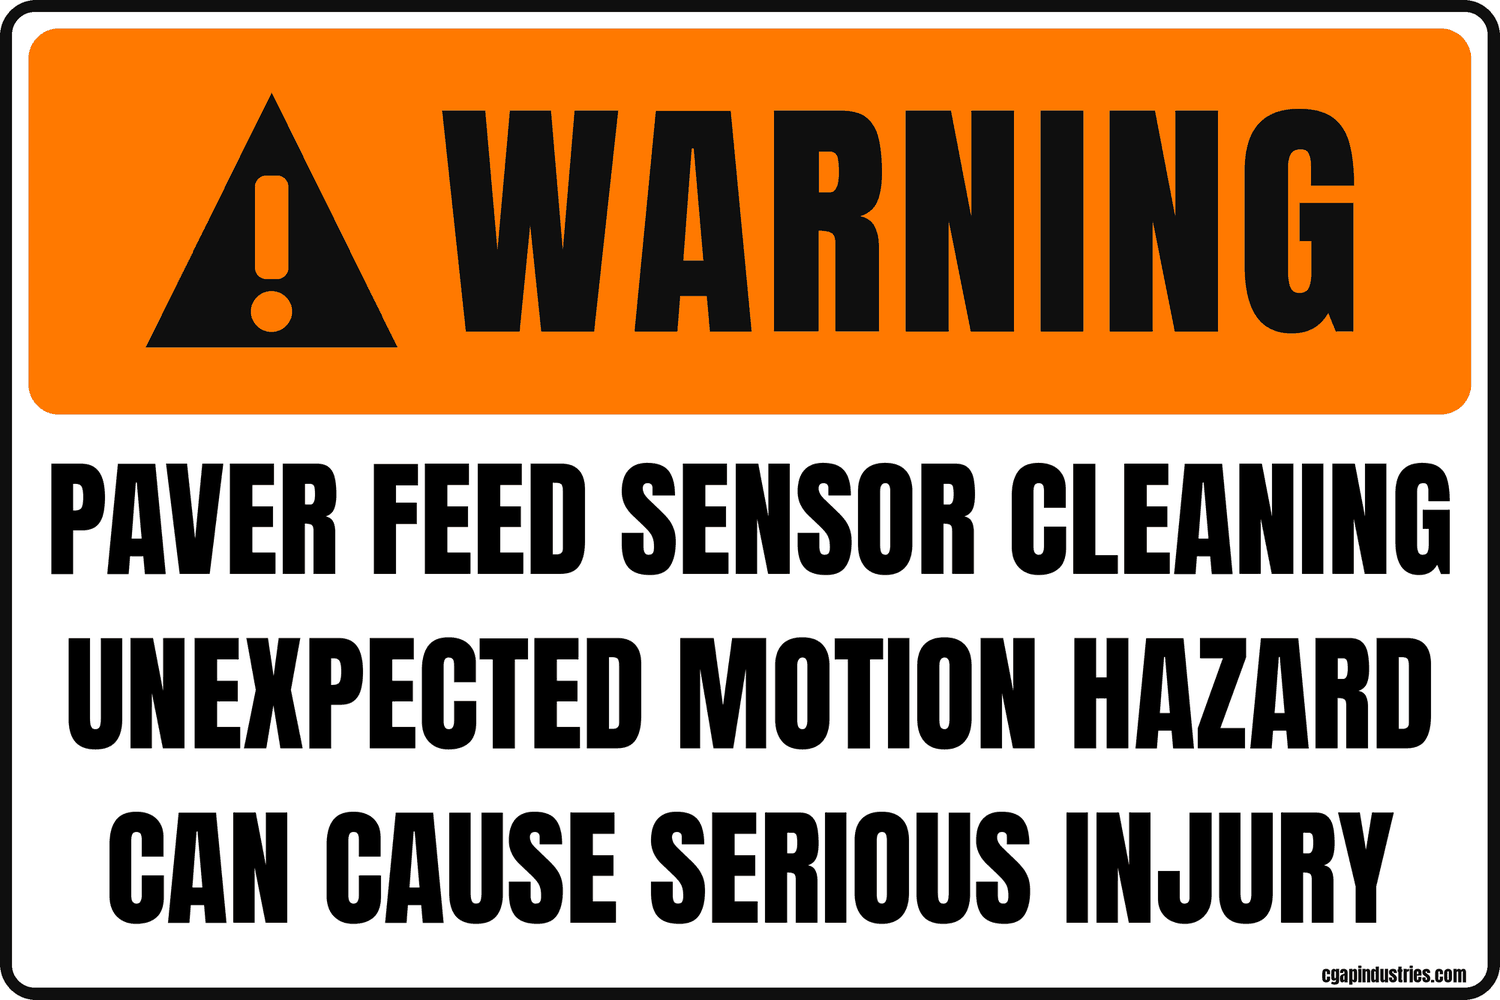 WARNING
PAVER FEED SENSOR CLEANING
UNEXPECTED MOTION HAZARD
CAN CAUSE SERIOUS INJURY
cgapindustries.com